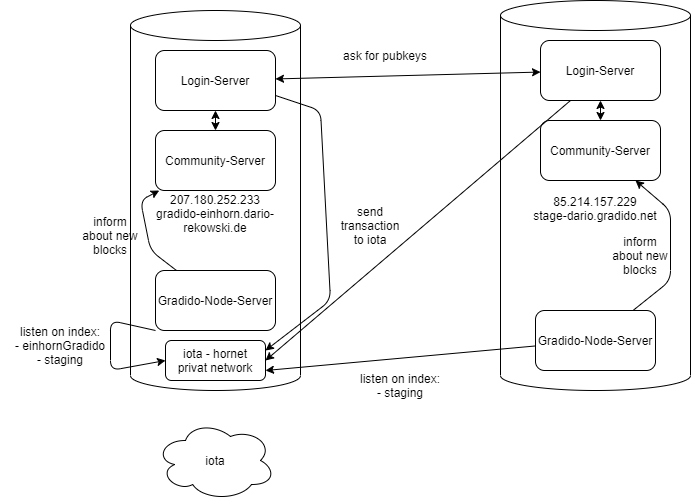 Login-Server
ask for pubkeys
Login-Server
Community-Server
Community-Server
207.180.252.233
gradido-einhorn.dario-
rekowski.de
85.214.157.229
stage-dario.gradido.net
send
transaction
to iota
inform
about new
blocks
inform
about new
blocks
Gradido-Node-Server
Gradido-Node-Server
listen on index:
- einhornGradido
- staging
iota - hornet
privat network
listen on index:
- staging
iota